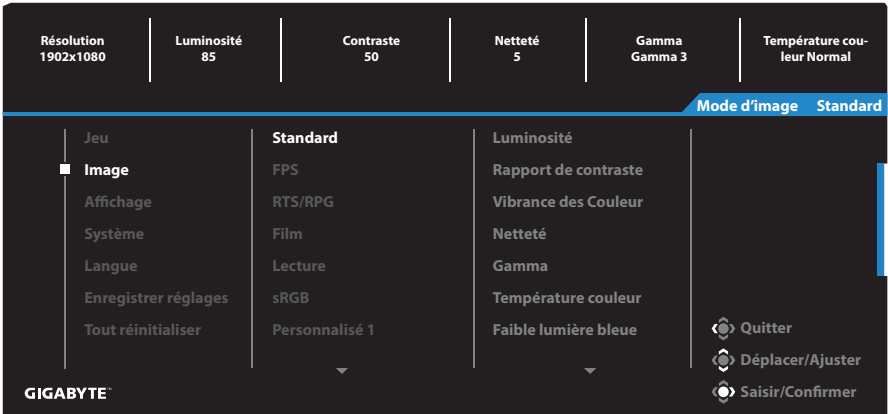 Résolution
1902x1080
Luminosité
85
Contraste
50
Netteté
5
Gamma
Gamma 3
Température cou-
leur Normal
Mode d'image Standard
Jeu
Image
Affichage
Système
Langue
Enregistrer réglages
Tout réinitialiser
Standard
FPS
RTS/RPG
Film
Lecture
sRGB
Personnalisé 1
Luminosité
Rapport de contraste
Vibrance des Couleur
Netteté
Gamma
Température couleur
Faible lumière bleue
Quitter
Déplacer/Ajuster
Saisir/Confirmer
GIGABYTE™